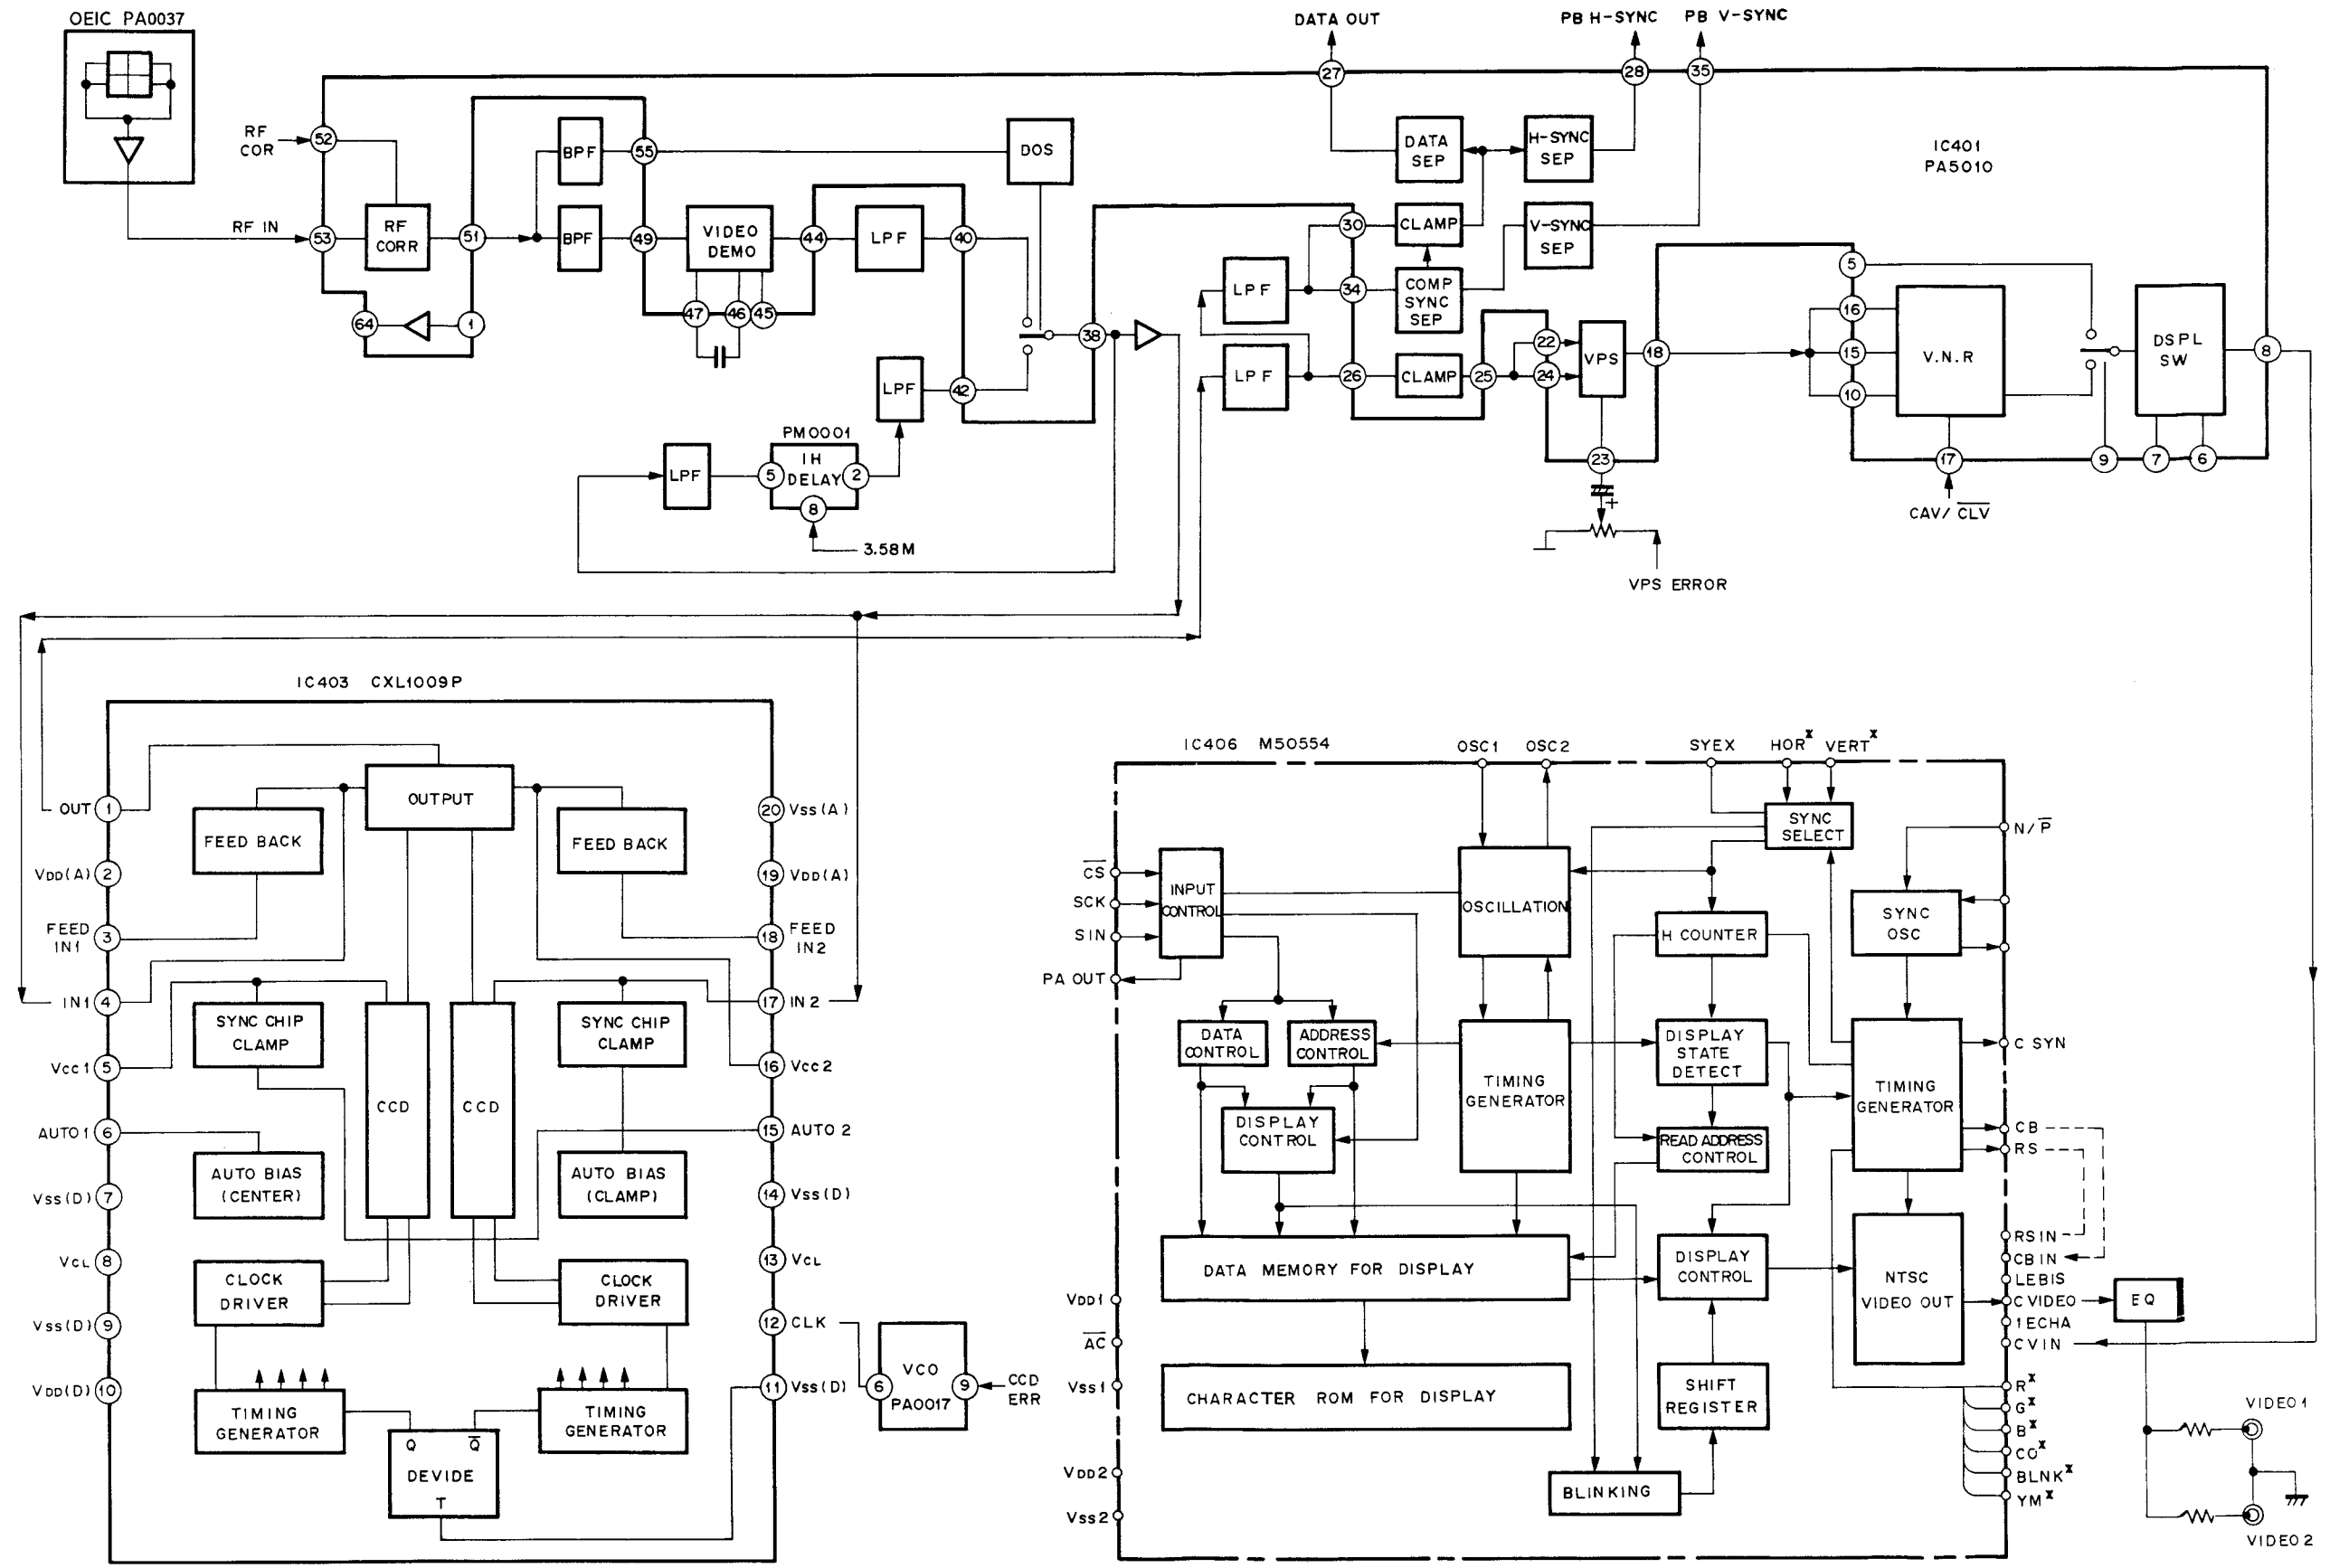 OEIC PA0037
DATA OUT
PB H-SYNC
PB V-SYNC
27
28
35
RF
COR
52
BPF
55
DOS
DATA
SEP
H-SYNC
SEP
IC401
PA5010
RF IN
53
RF
CORR
51
BPF
49
VIDEO
DEMO
44
LPF
40
30
CLAMP
V-SYNC
SEP
64
1
47
46
45
38
LPF
34
COMP
SYNC
SEP
5
16
15
10
V.N.R
DSPL
SW
8
LPF
42
LPF
26
CLAMP
25
22
24
VPS
18
PM0001
LPF
5
1H
DELAY
2
8
3.58M
23
+
VPS ERROR
17
CAV/CLV
9
7
6
IC403 CXL1009P
OUT 1
VDD(A) 2
FEED
IN1
3
IN1 4
Vcc1 5
AUTO1 6
Vss(D) 7
VCL 8
Vss(D) 9
VDD(D) 10
OUTPUT
FEED BACK
FEED BACK
SYNC CHIP
CLAMP
SYNC CHIP
CLAMP
CCD
CCD
AUTO BIAS
(CENTER)
AUTO BIAS
(CLAMP)
CLOCK
DRIVER
CLOCK
DRIVER
TIMING
GENERATOR
TIMING
GENERATOR
Q
Q
DEVIDE
T
20 Vss(A)
19 VDD(A)
18
FEED
IN2
17 IN2
16 Vcc2
15 AUTO 2
14 Vss(D)
13 VCL
12 CLK
11 Vss(D)
VCO
6
9
PA0017
CCD
ERR
IC406 M50554
OSC1
OSC2
SYEX
HOR*
VERT*
CS
SCK
SIN
PA OUT
INPUT
CONTROL
OSCILLATION
SYNC
SELECT
N/P
SYNC
OSC
H COUNTER
DATA
CONTROL
ADDRESS
CONTROL
TIMING
GENERATOR
DISPLAY
STATE
DETECT
TIMING
GENERATOR
C SYN
DISPLAY
CONTROL
READ ADDRESS
CONTROL
CB
RS
DATA MEMORY FOR DISPLAY
DISPLAY
CONTROL
NTSC
VIDEO OUT
RSIN
CBIN
LEBIS
C VIDEO
1ECHA
CVIN
EQ
VDD1
AC
Vss1
VDD2
Vss2
CHARACTER ROM FOR DISPLAY
SHIFT
REGISTER
BLINKING
R*
G*
B*
CO*
BLNK*
YM*
VIDEO1
VIDEO2